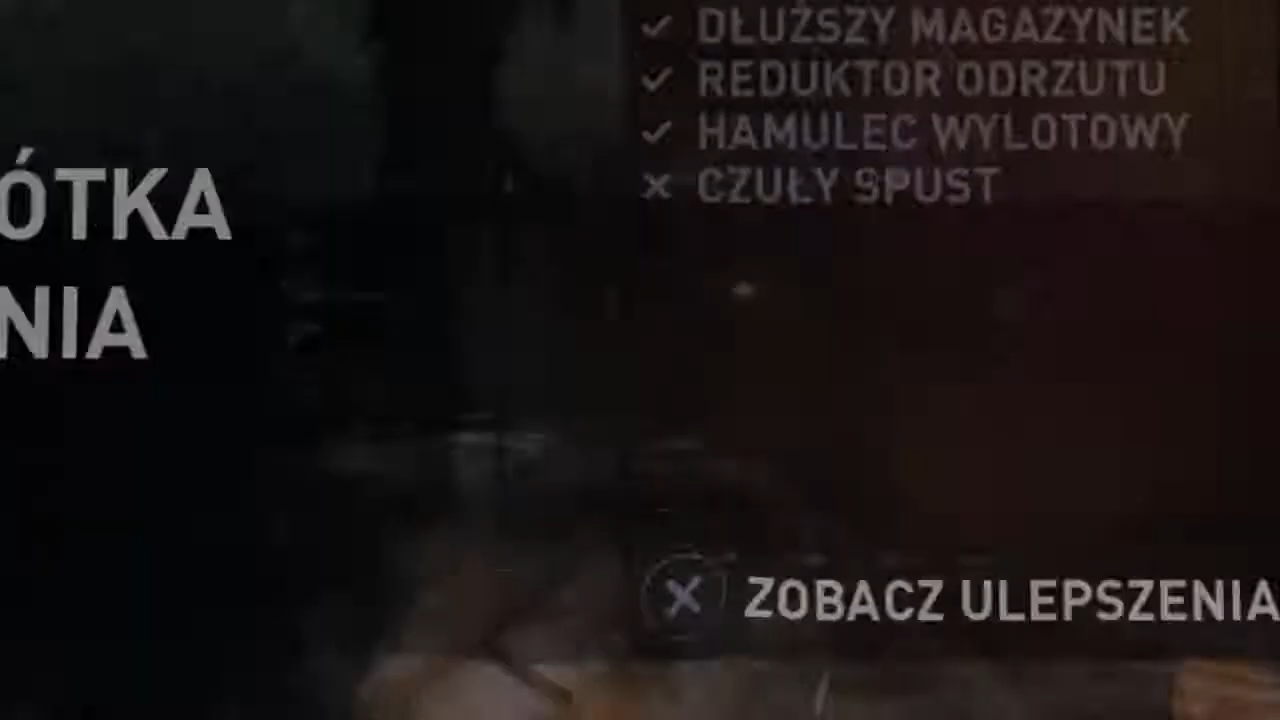 DŁUŻSZY MAGAZYNEK
REDUKTOR ODRZUTU
HAMULEC WYLOTOWY
CZUŁY SPUST
ÓTKA
NIA
ZOBACZ ULEPSZENIA